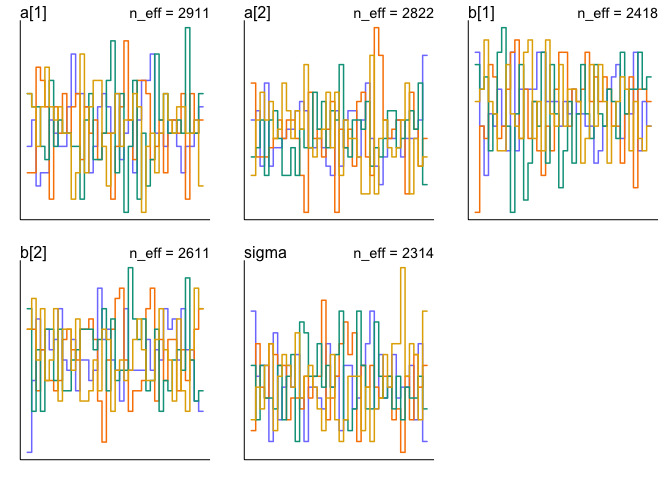 a[1] n_eff = 2911
a[2] n_eff = 2822
b[1] n_eff = 2418
b[2] n_eff = 2611
sigma n_eff = 2314